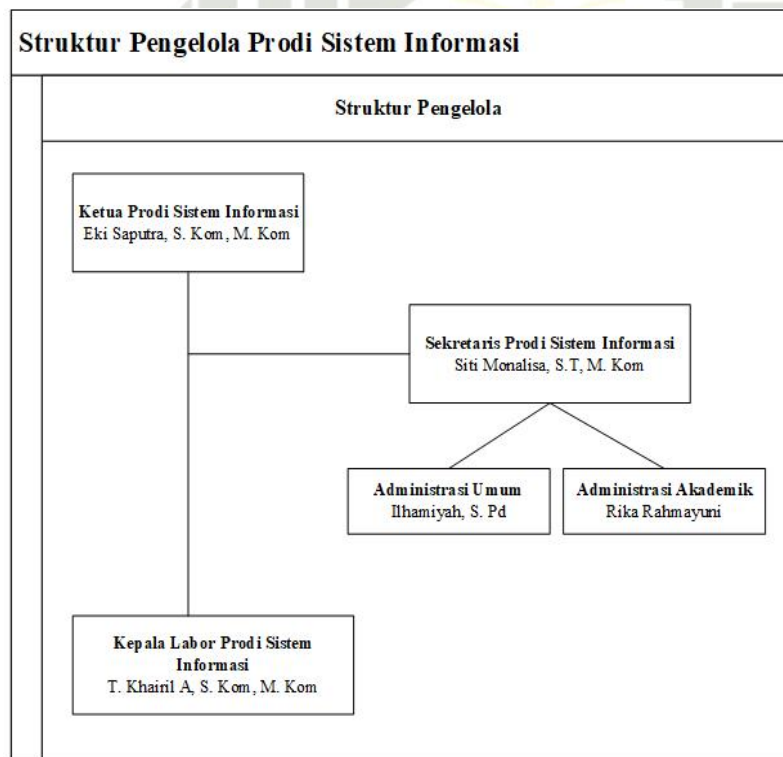 Struktur Pengelola Prodi Sistem Informasi
Struktur Pengelola
Ketua Prodi Sistem Informasi
Eki Saputra, S. Kom, M. Kom
Sekretaris Prodi Sistem Informasi
Siti Monalisa, S.T, M. Kom
Administrasi Umum
Ilhamiyah, S. Pd
Administrasi Akademik
Rika Rahmayuni
Kepala Labor Prodi Sistem
Informasi
T. Khairil A, S. Kom, M. Kom